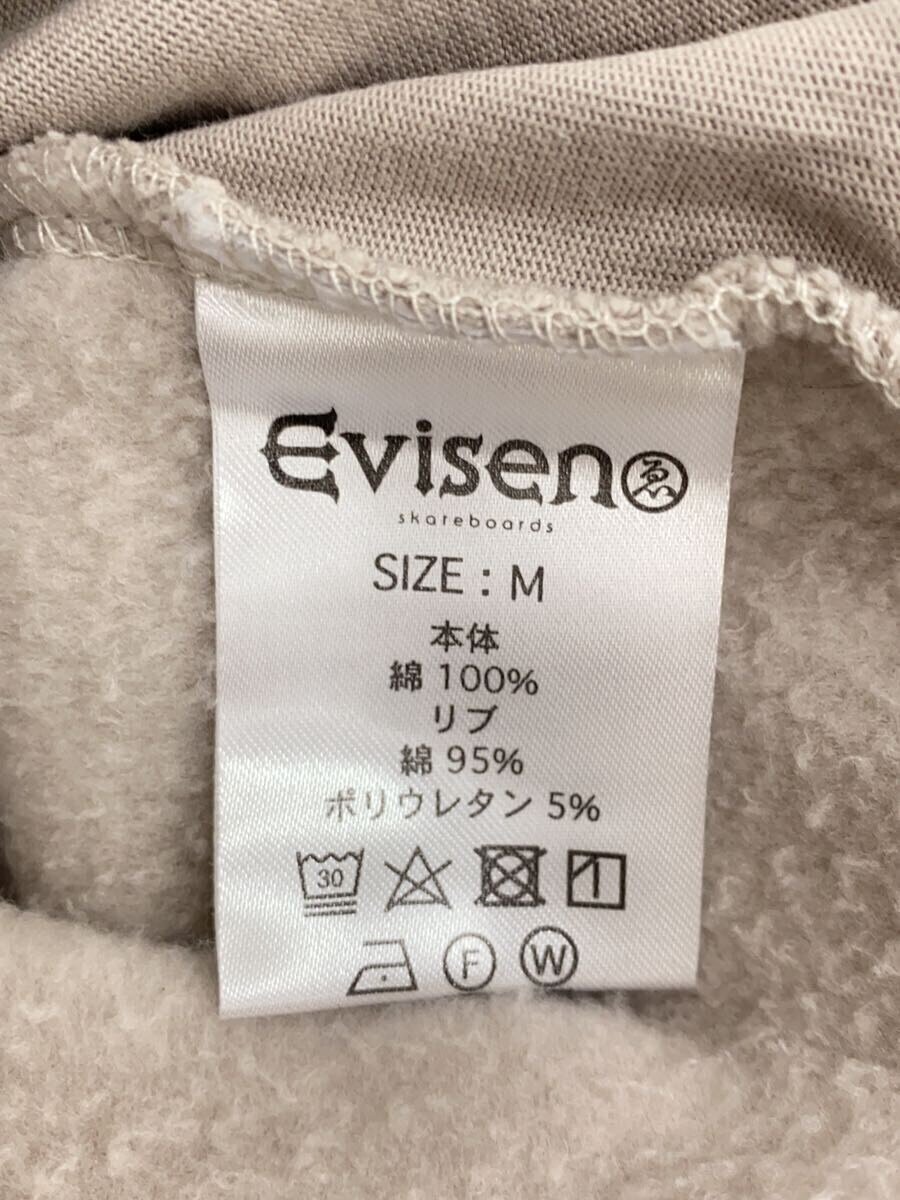 Evisen ゑ
skateboards
SIZE : M
本体
綿 100%
リブ
綿 95%
ポリウレタン 5%
30
F W